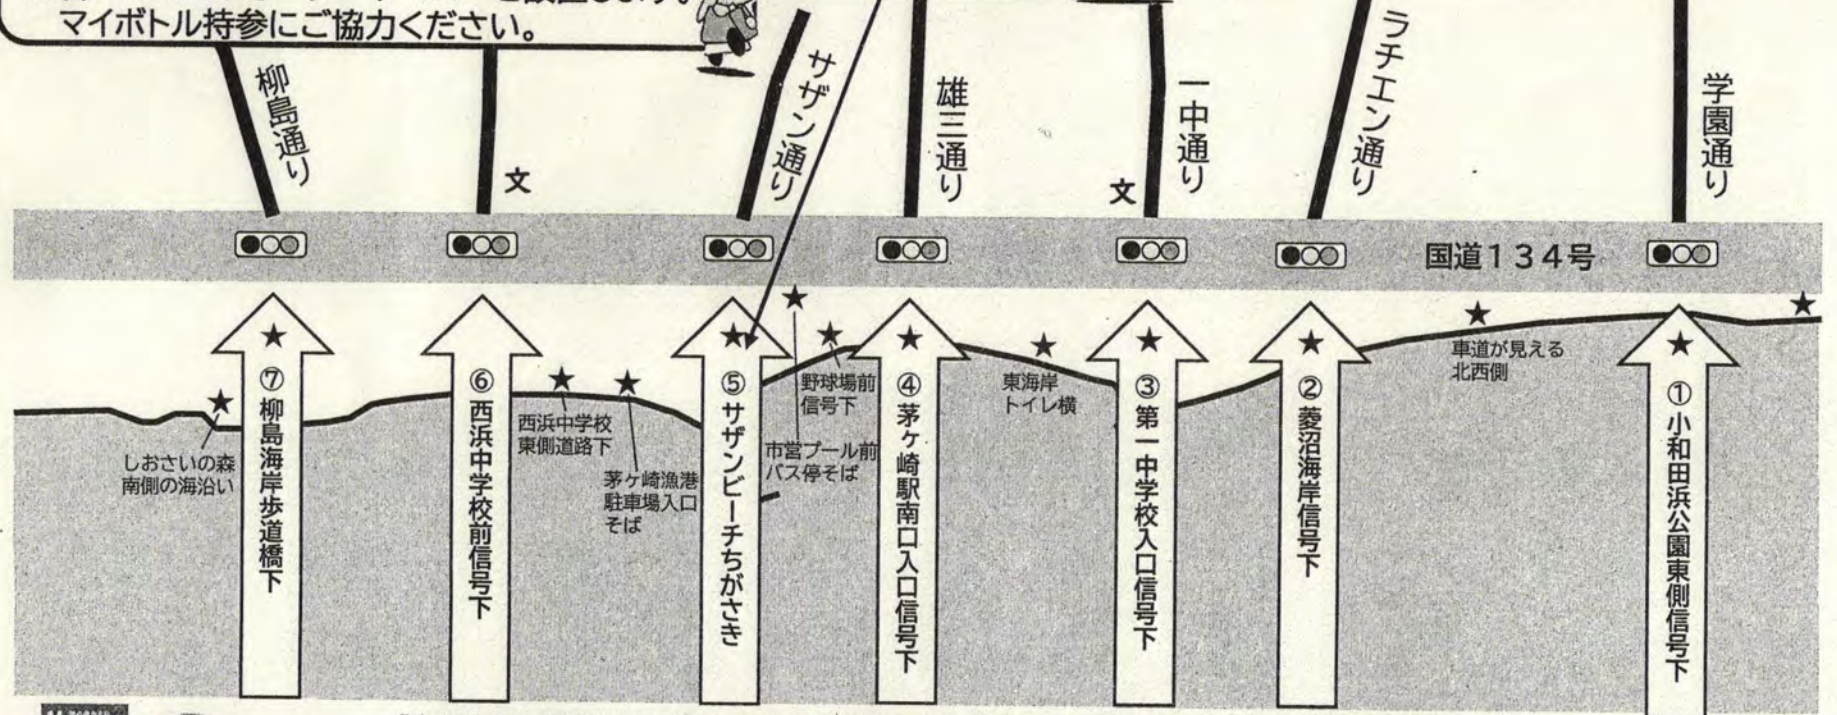 マイボトル持参にご協力ください。
柳島通り
文
サザン通り
雄三通り
一中通り
文
ラチエン通り
学園通り
国道134号
しおさいの森
南側の海沿い
⑦柳島海岸歩道橋下
⑥西浜中学校前信号下
西浜中学校
東側道路下
茅ヶ崎漁港
駐車場入口
そば
⑤サザンビーチちがさき
市営プール前
バス停そば
野球場前
信号下
④茅ヶ崎駅南口入口信号下
東海岸
トイレ横
③第一中学校入口信号下
②菱沼海岸信号下
車道が見える
北西側
①小和田浜公園東側信号下